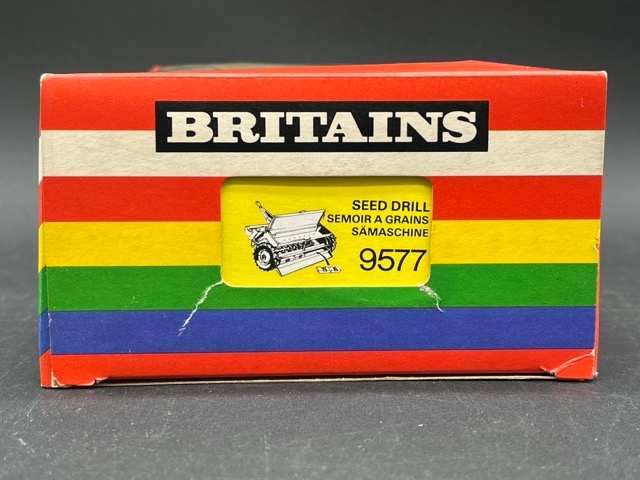 BRITAINS
SEED DRILL
SEMOIR A GRAINS
SÄMASCHINE
9577